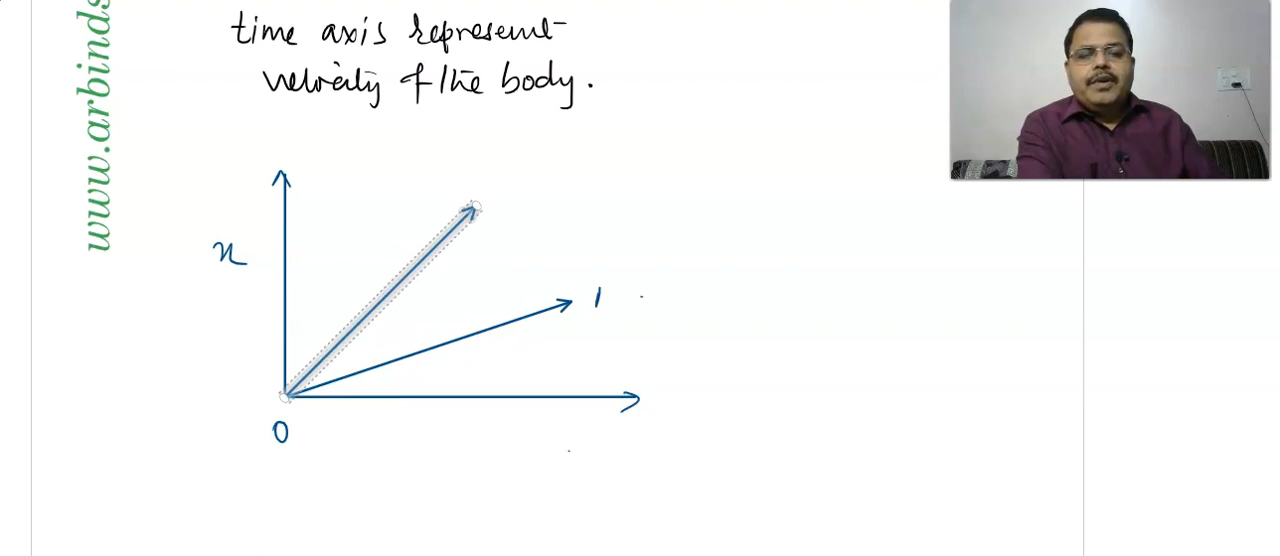 time axis represent
velocity of the body.
www.arbinds
x
1
0